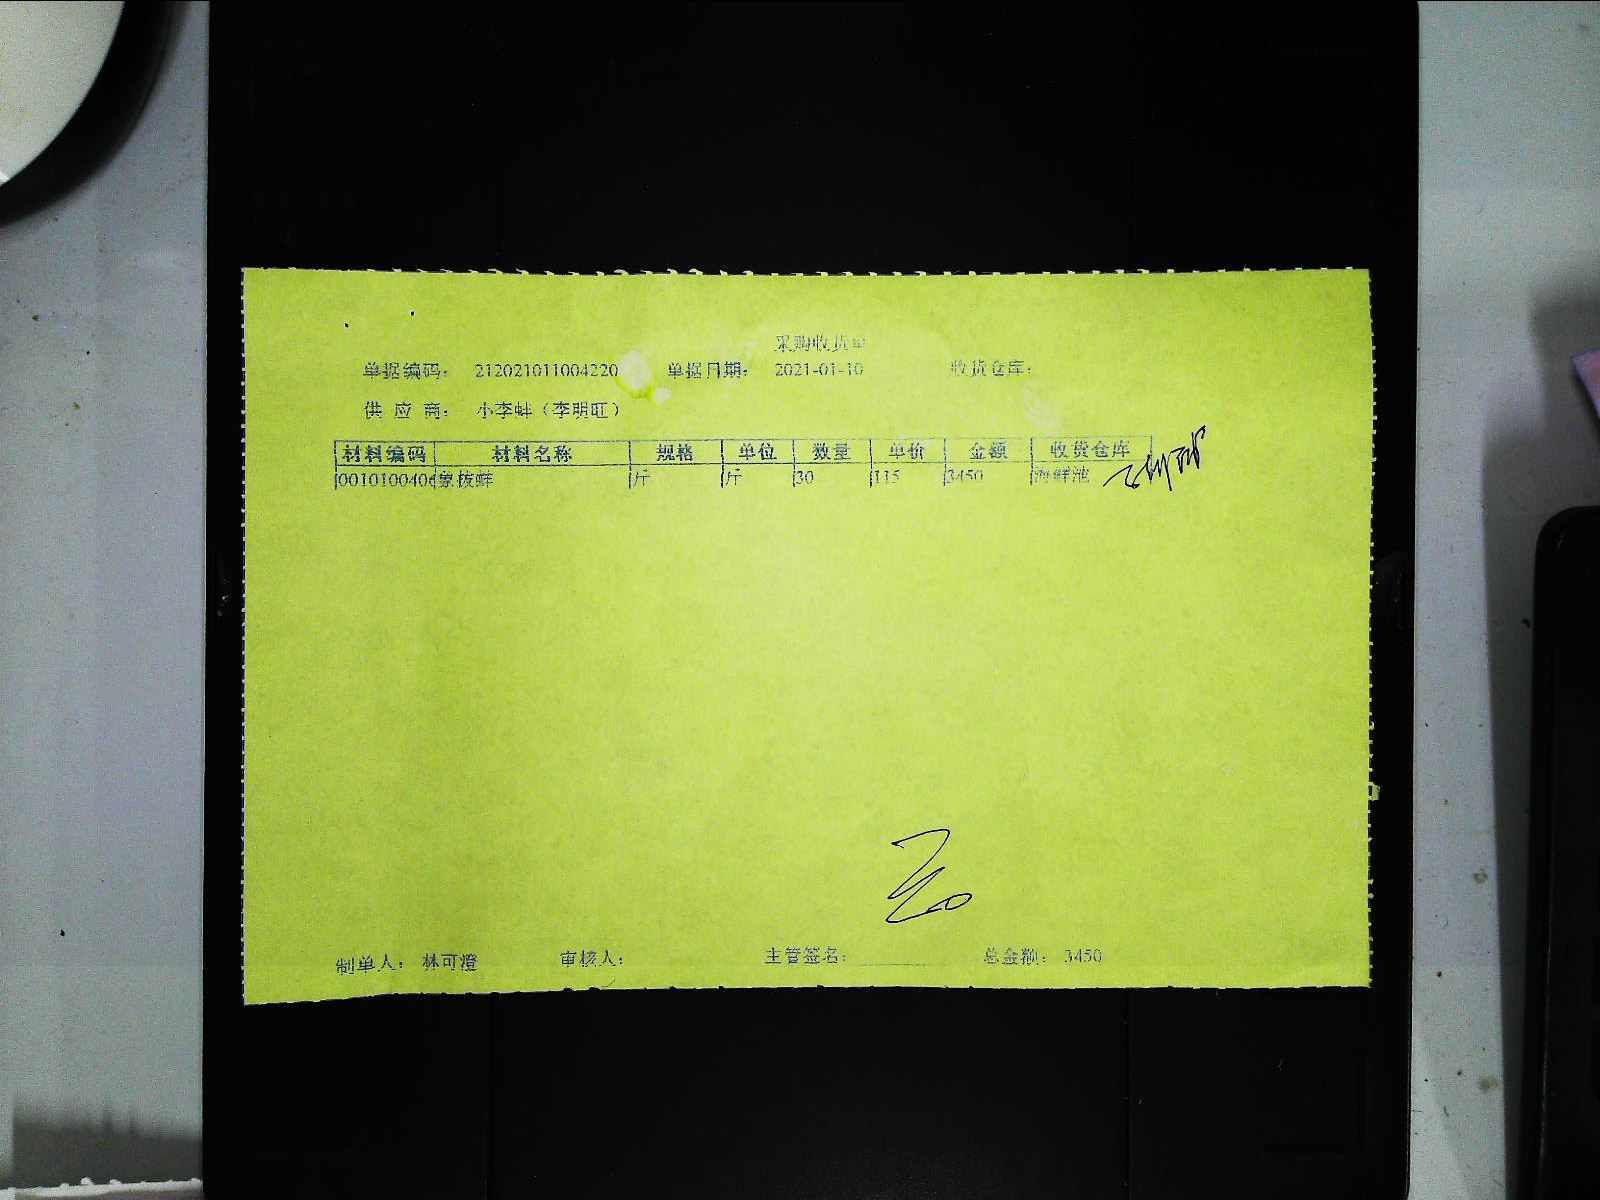 采购收货单
单据编码: 212021011004220 单据日期: 2021-01-10 收货仓库:
供 应 商: 小李蚌（李明旺）
材料编码 材料名称 规格 单位 数量 单价 金额 收货仓库
0010100406 象拔蚌 斤 斤 30 115 3450 海鲜池
制单人: 林可澄 审核人: 主管签名: 总金额: 3450